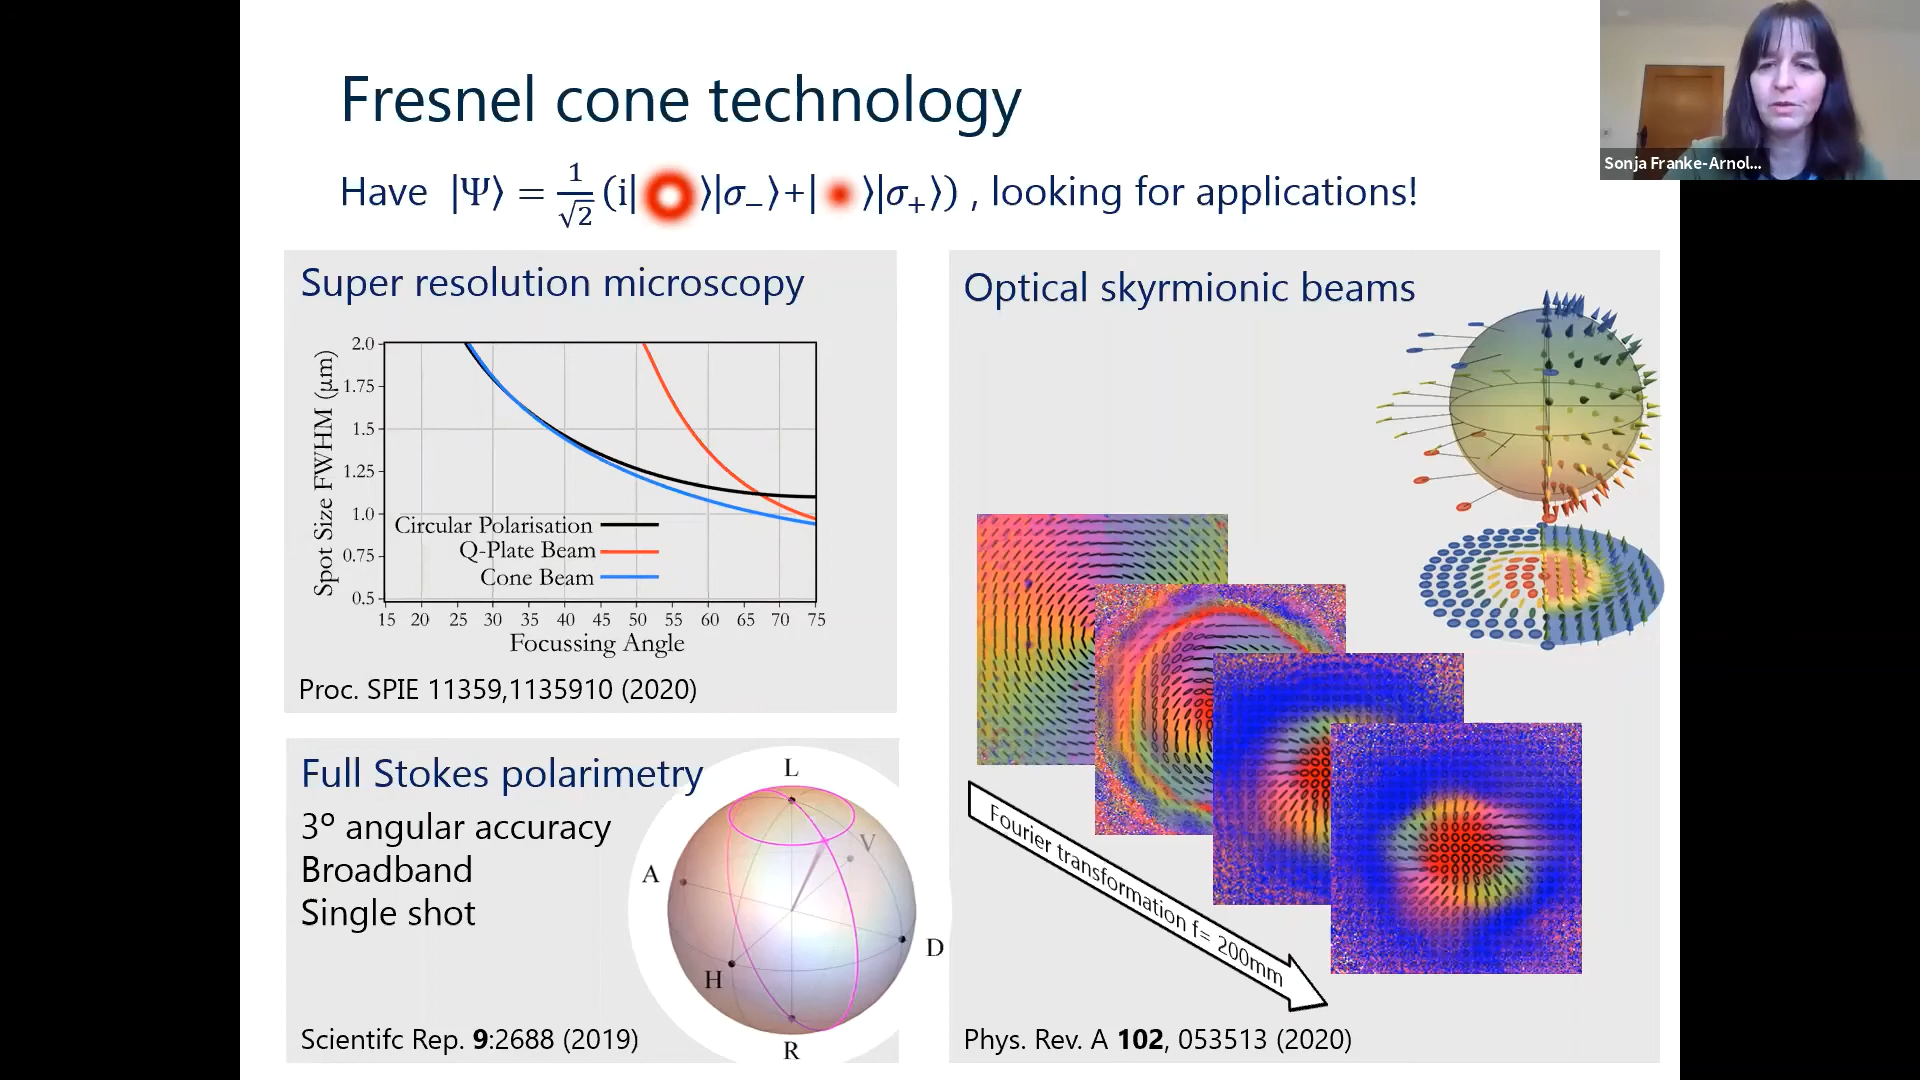 Fresnel cone technology
Sonja Franke-Arnol...
Have |Ψ⟩ = 1/√2 (i| ⟩|σ₋⟩+| ⟩|σ₊⟩) , looking for applications!
Super resolution microscopy
Spot Size FWHM (μm)
2.0
1.75
1.5
1.25
1.0
0.75
0.5
Circular Polarisation
Q-Plate Beam
Cone Beam
15 20 25 30 35 40 45 50 55 60 65 70 75
Focussing Angle
Proc. SPIE 11359,1135910 (2020)
Full Stokes polarimetry
3º angular accuracy
Broadband
Single shot
L
V
A
D
H
R
Scientifc Rep. 9:2688 (2019)
Optical skyrmionic beams
Fourier transformation f= 200mm
Phys. Rev. A 102, 053513 (2020)